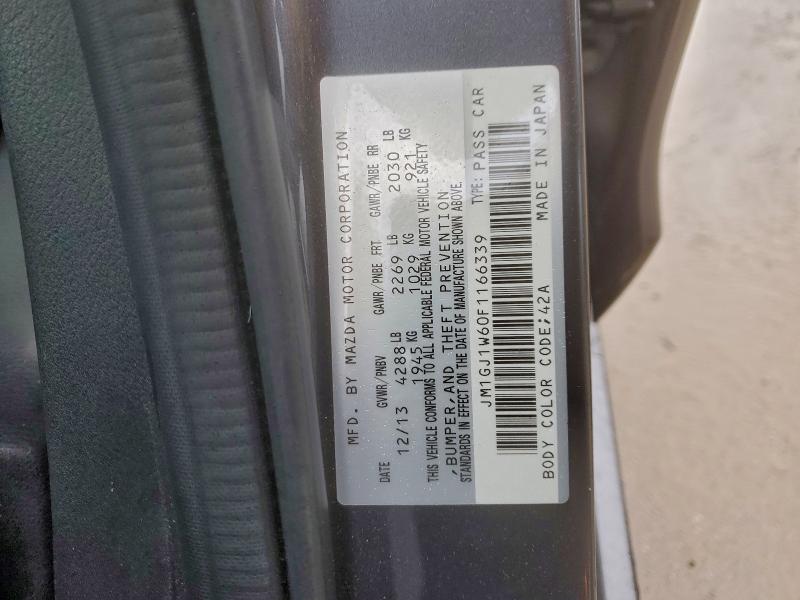 MFD. BY MAZDA MOTOR CORPORATION
DATE GVWR/PNBV GAWR/PNBE FRT. GAWR/PNBE RR
12/13 4288 LB 2269 LB 2030 LB
1945 KG 1029 KG 921 KG
THIS VEHICLE CONFORMS TO ALL APPLICABLE FEDERAL MOTOR VEHICLE SAFETY
,BUMPER,AND THEFT PREVENTION
STANDARDS IN EFFECT ON THE DATE OF MANUFACTURE SHOWN ABOVE.
JM1GJ1W60F1166339 TYPE: PASS CAR
BODY COLOR CODE;42A MADE IN JAPAN